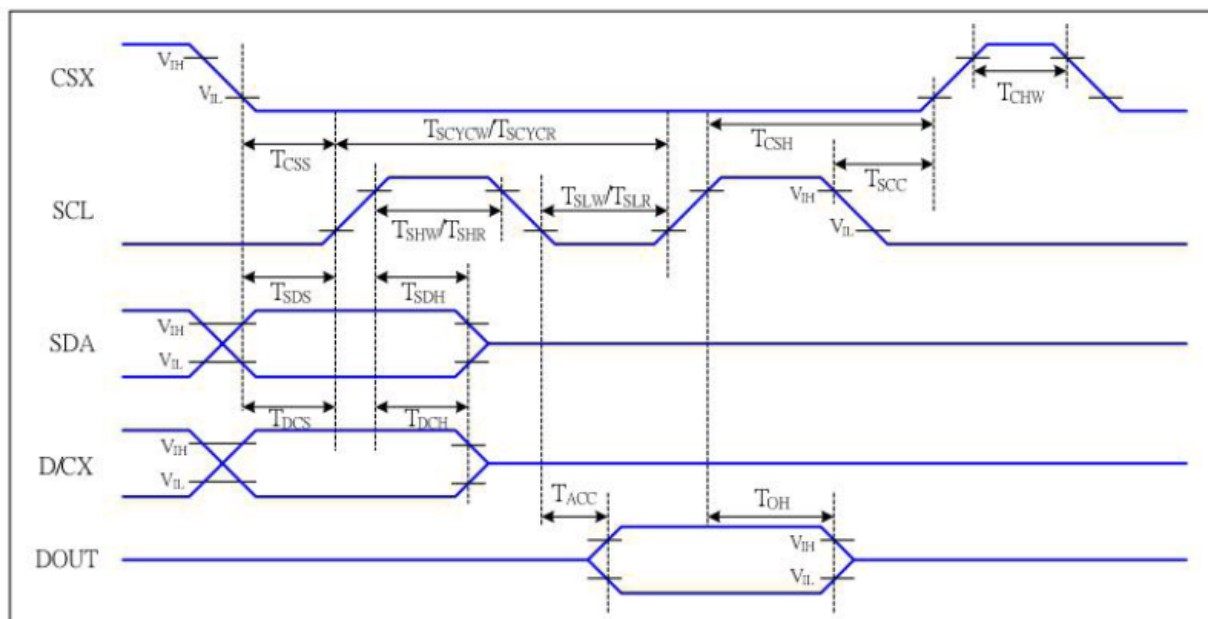 CSX
VIH
VIL
TCHW
TSCYCW/TSCYCR
TCSS
TCSH
TSCC
SCL
TSLW/TSLR
VIH
TSHW/TSHR
VIL
TSDS
TSDH
SDA
VIH
VIL
TDCS
TDCH
D/CX
VIH
VIL
TACC
TOH
DOUT
VIH
VIL